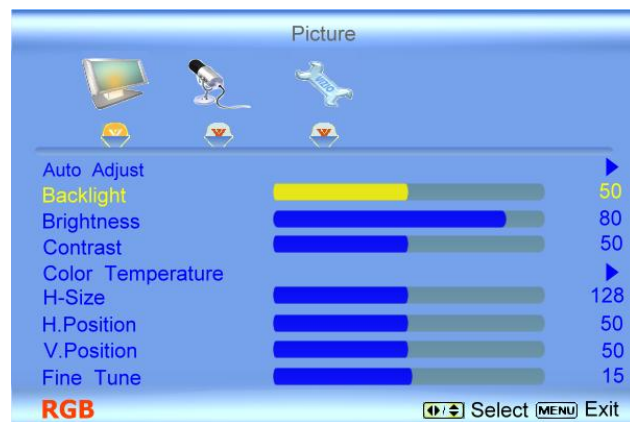 Picture
VIZIO
Auto Adjust
Backlight 50
Brightness 80
Contrast 50
Color Temperature
H-Size 128
H.Position 50
V.Position 50
Fine Tune 15
RGB Select MENU Exit